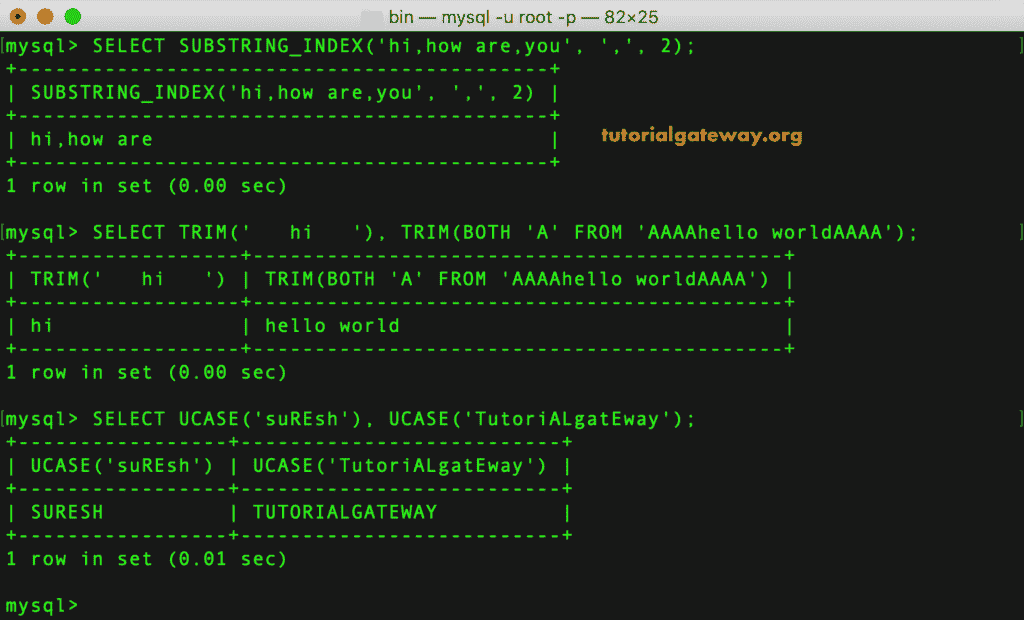 bin — mysql -u root -p — 82×25
[mysql> SELECT SUBSTRING_INDEX('hi,how are,you', ',', 2); ]
+-------------------------------------------+
| SUBSTRING_INDEX('hi,how are,you', ',', 2) |
+-------------------------------------------+
| hi,how are                                |
tutorialgateway.org
+-------------------------------------------+
1 row in set (0.00 sec)
[mysql> SELECT TRIM('   hi   '), TRIM(BOTH 'A' FROM 'AAAAhello worldAAAA'); ]
+------------------+-------------------------------------------+
| TRIM('   hi   ') | TRIM(BOTH 'A' FROM 'AAAAhello worldAAAA') |
+------------------+-------------------------------------------+
| hi               | hello world                               |
+------------------+-------------------------------------------+
1 row in set (0.00 sec)
[mysql> SELECT UCASE('suREsh'), UCASE('TutoriALgatEway'); ]
+-----------------+--------------------------+
| UCASE('suREsh') | UCASE('TutoriALgatEway') |
+-----------------+--------------------------+
| SURESH          | TUTORIALGATEWAY          |
+-----------------+--------------------------+
1 row in set (0.01 sec)
mysql>